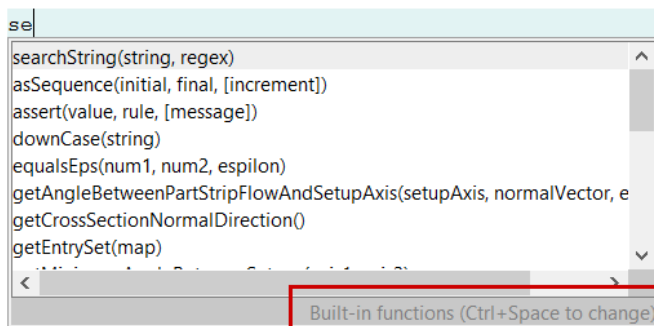 se
searchString(string, regex)
asSequence(initial, final, [increment])
assert(value, rule, [message])
downCase(string)
equalsEps(num1, num2, espilon)
getAngleBetweenPartStripFlowAndSetupAxis(setupAxis, normalVector, e
getCrossSectionNormalDirection()
getEntrySet(map)
Built-in functions (Ctrl+Space to change)